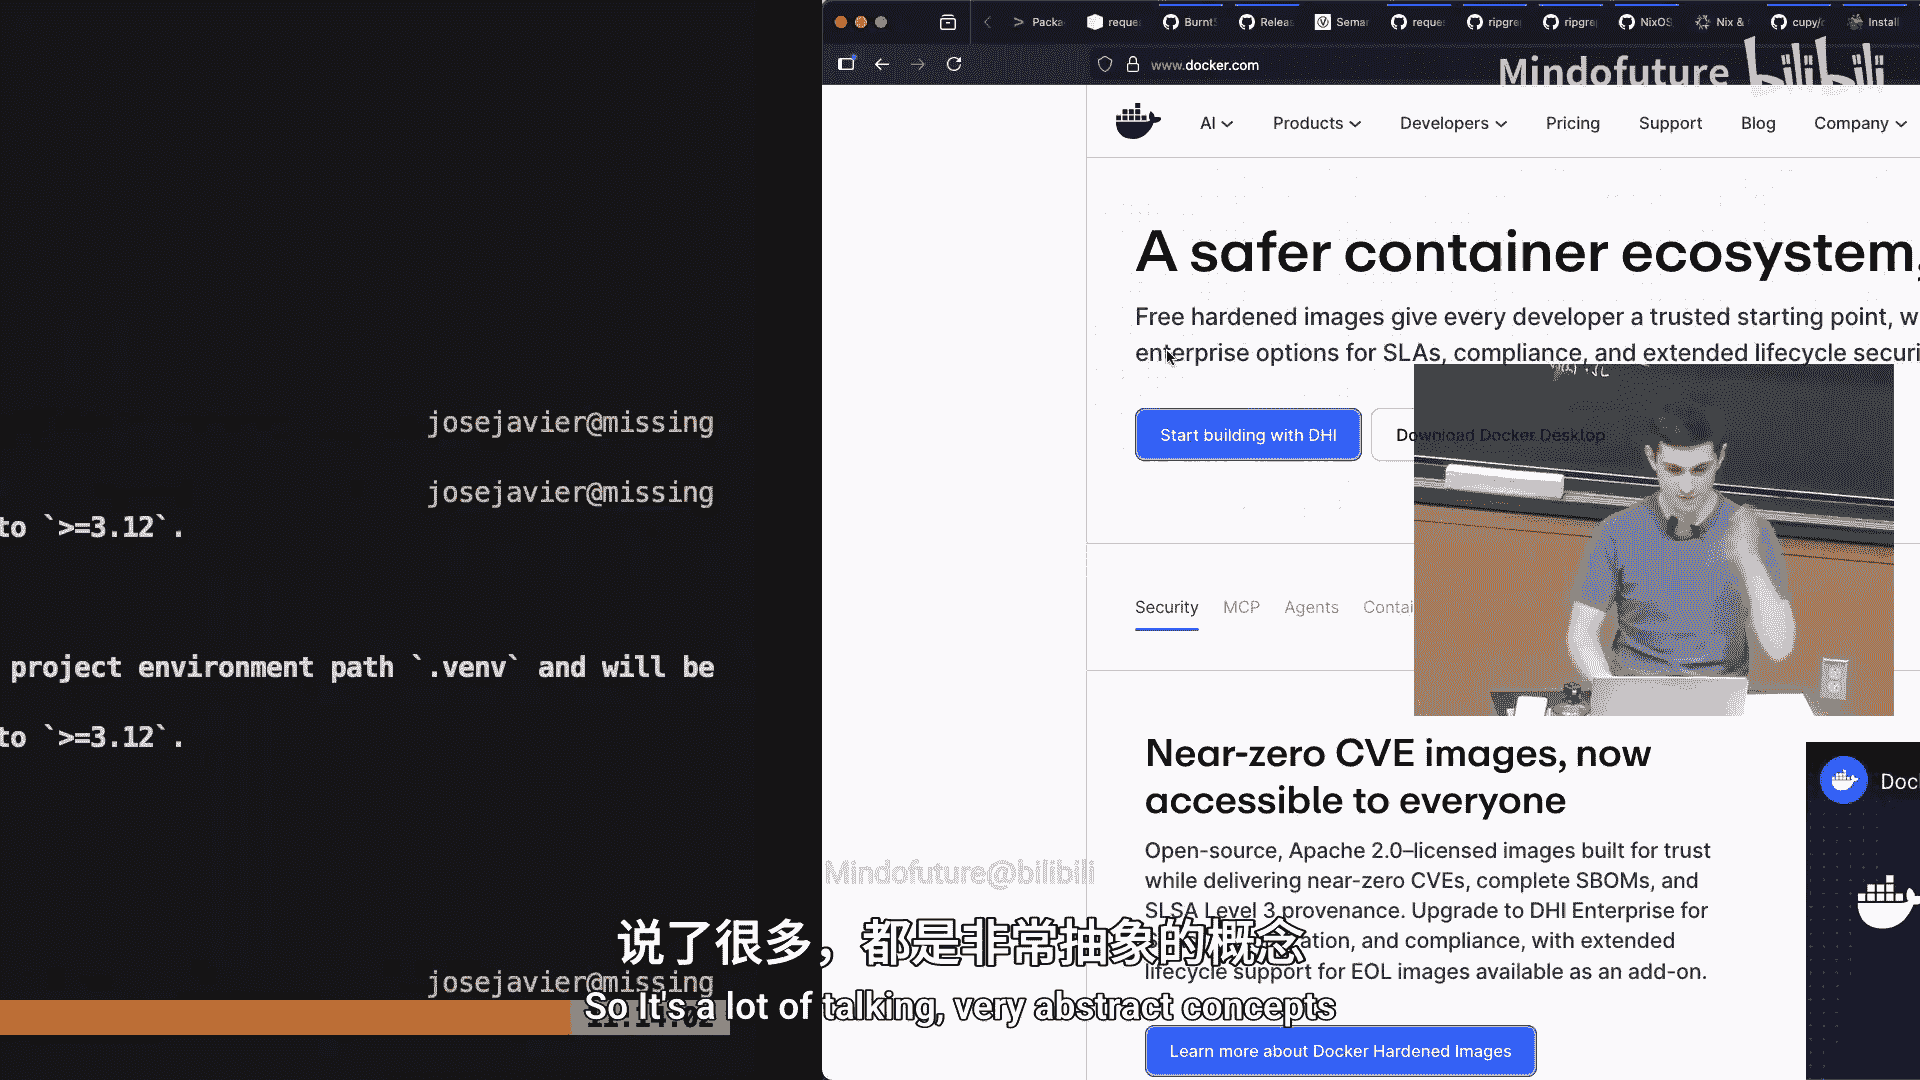 josejavier@missing
josejavier@missing
to `>=3.12`.
project environment path `.venv` and will be
to `>=3.12`.
josejavier@missing
Packa
reque
Burnt
Relea
Semar
reque
ripgre
ripgre
NixOS
Nix &
cupy/
Install
www.docker.com
Mindofuture bilibili
AI Products Developers Pricing Support Blog Company
A safer container ecosystem,
Free hardened images give every developer a trusted starting point, w
enterprise options for SLAs, compliance, and extended lifecycle securi
Start building with DHI
Download Docker Desktop
Security MCP Agents Contai
Near-zero CVE images, now
accessible to everyone
Doc
Open-source, Apache 2.0–licensed images built for trust
while delivering near-zero CVEs, complete SBOMs, and
SLSA Level 3 provenance. Upgrade to DHI Enterprise for
ation, and compliance, with extended
lifecycle support for EOL images available as an add-on.
Learn more about Docker Hardened Images
Mindofuture@bilibili
说了很多，都是非常抽象的概念
So It's a lot of talking, very abstract concepts